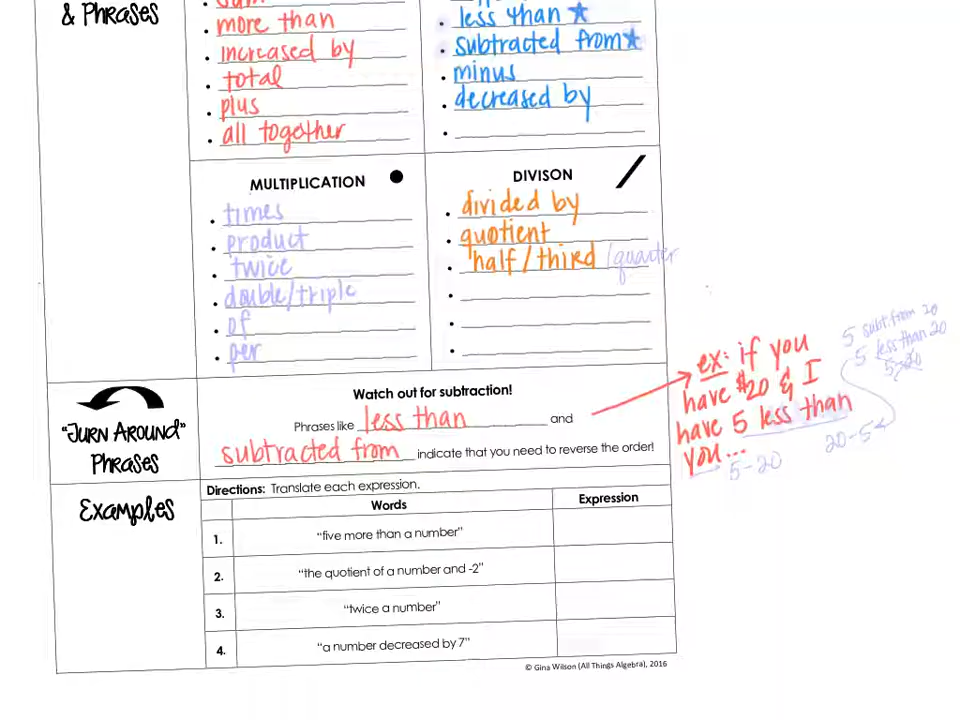 & PHRASES
more than
increased by
total
plus
all together
less than ★
subtracted from ★
minus
decreased by
MULTIPLICATION
times
product
twice
double/triple
of
per
DIVISON
divided by
quotient
half/third/quarter
"TURN AROUND"
PHRASES
Watch out for subtraction!
Phrases like less than and
subtracted from indicate that you need to reverse the order!
ex: if you
have $20 & I
have 5 less than
you...
5-20
5 subt. from 20
5 less than 20
5-20
20-5
EXAMPLES
Directions: Translate each expression.
Words Expression
1. "five more than a number"
2. "the quotient of a number and -2"
3. "twice a number"
4. "a number decreased by 7"
© Gina Wilson (All Things Algebra), 2016